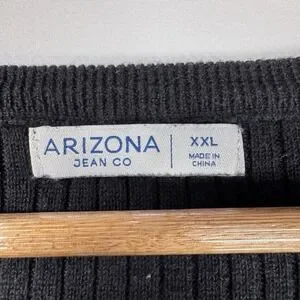 ARIZONA
JEAN CO
XXL
MADE IN
CHINA